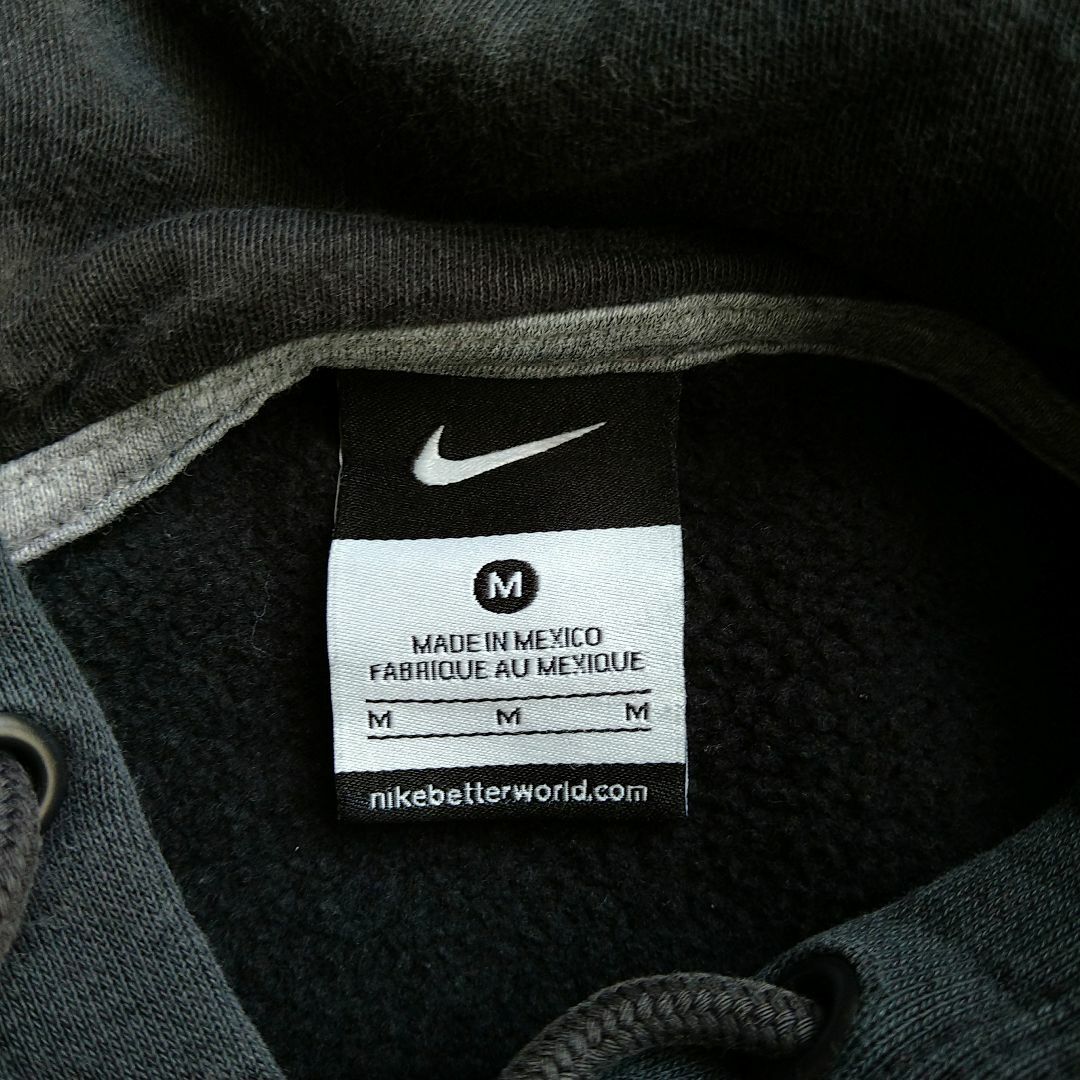 M
MADE IN MEXICO
FABRIQUE AU MEXIQUE
M M M
nikebetterworld.com